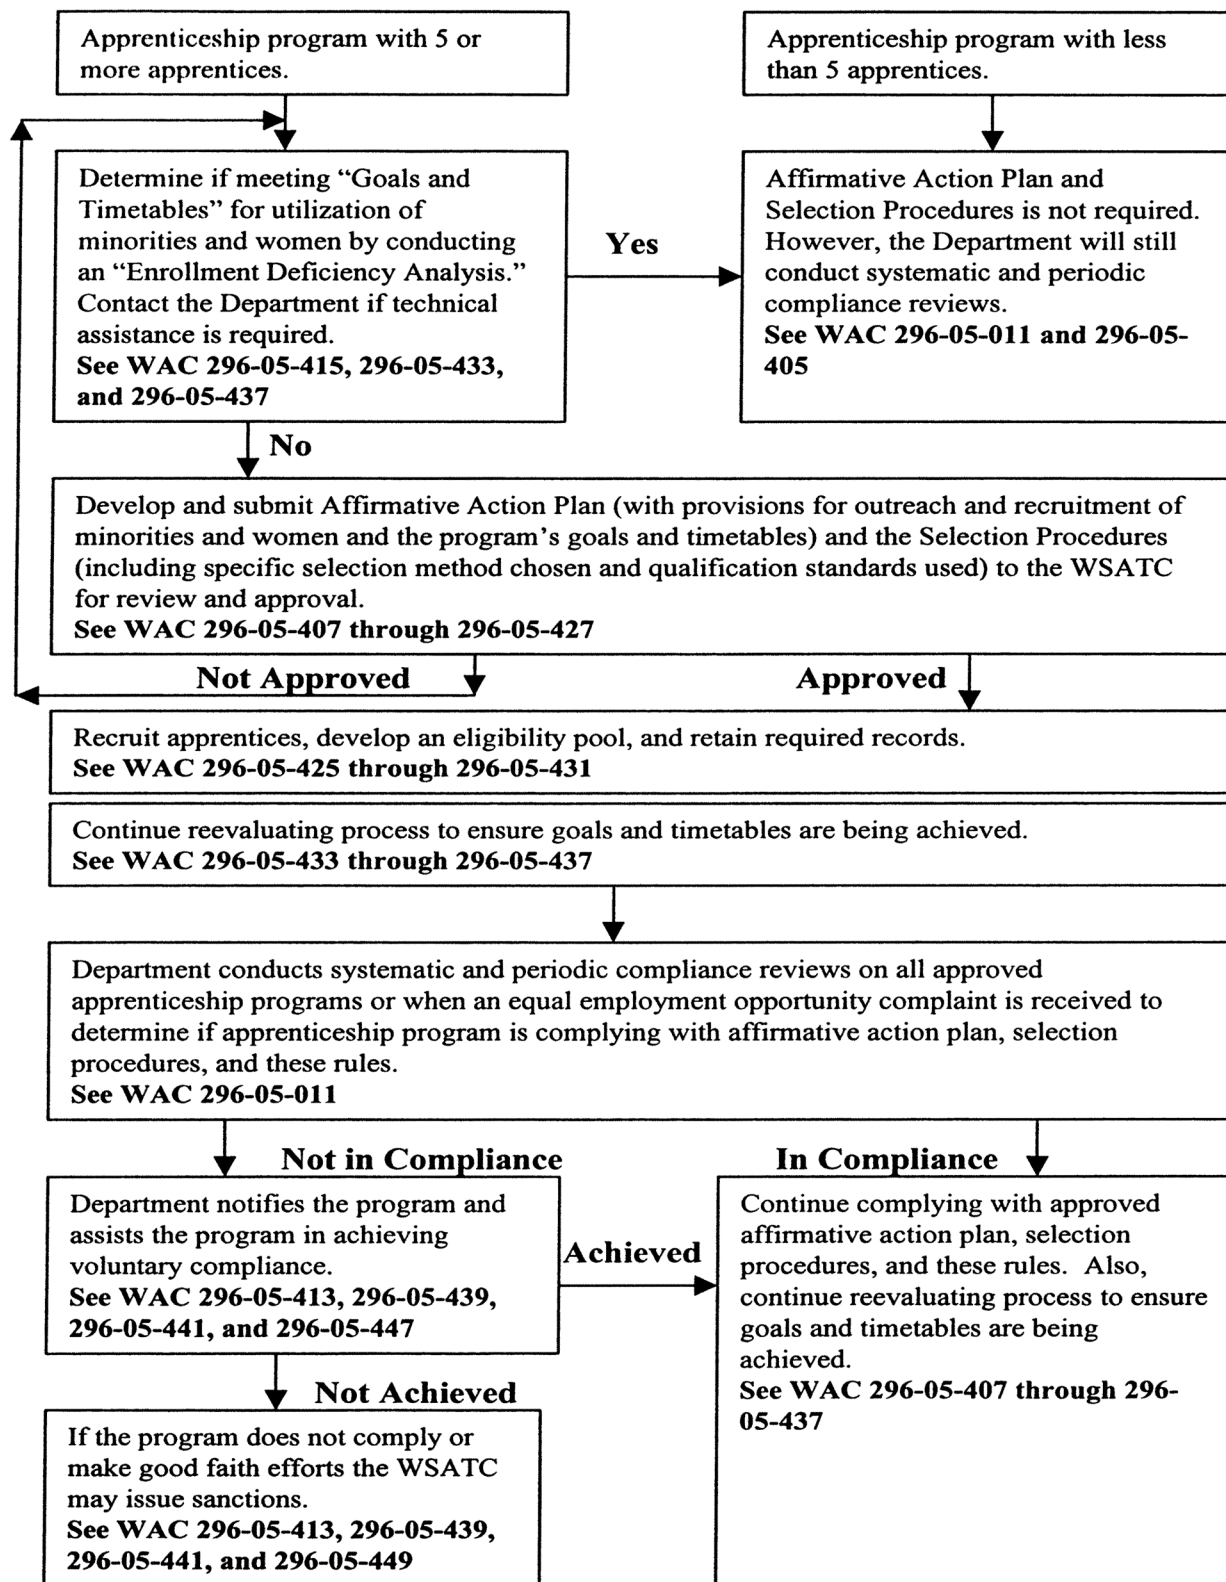 Apprenticeship program with 5 or
more apprentices.
Apprenticeship program with less
than 5 apprentices.
Determine if meeting “Goals and
Timetables” for utilization of
minorities and women by conducting
an “Enrollment Deficiency Analysis.”
Contact the Department if technical
assistance is required.
See WAC 296-05-415, 296-05-433,
and 296-05-437
Yes
Affirmative Action Plan and
Selection Procedures is not required.
However, the Department will still
conduct systematic and periodic
compliance reviews.
See WAC 296-05-011 and 296-05-
405
No
Develop and submit Affirmative Action Plan (with provisions for outreach and recruitment of
minorities and women and the program’s goals and timetables) and the Selection Procedures
(including specific selection method chosen and qualification standards used) to the WSATC
for review and approval.
See WAC 296-05-407 through 296-05-427
Not Approved
Approved
Recruit apprentices, develop an eligibility pool, and retain required records.
See WAC 296-05-425 through 296-05-431
Continue reevaluating process to ensure goals and timetables are being achieved.
See WAC 296-05-433 through 296-05-437
Department conducts systematic and periodic compliance reviews on all approved
apprenticeship programs or when an equal employment opportunity complaint is received to
determine if apprenticeship program is complying with affirmative action plan, selection
procedures, and these rules.
See WAC 296-05-011
Not in Compliance
In Compliance
Department notifies the program and
assists the program in achieving
voluntary compliance.
See WAC 296-05-413, 296-05-439,
296-05-441, and 296-05-447
Achieved
Continue complying with approved
affirmative action plan, selection
procedures, and these rules. Also,
continue reevaluating process to ensure
goals and timetables are being
achieved.
See WAC 296-05-407 through 296-
05-437
Not Achieved
If the program does not comply or
make good faith efforts the WSATC
may issue sanctions.
See WAC 296-05-413, 296-05-439,
296-05-441, and 296-05-449